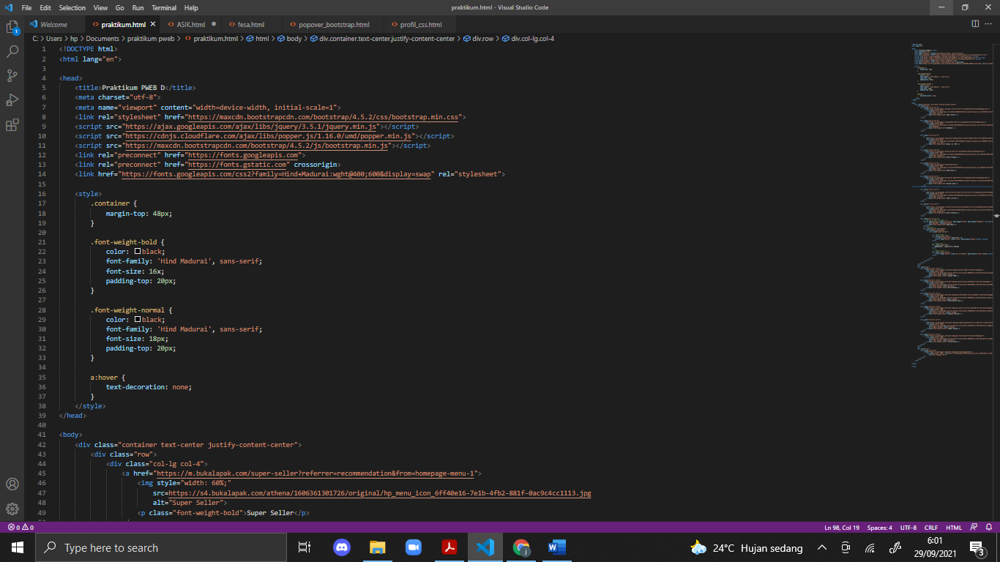 File Edit Selection View Go Run Terminal Help praktikum.html - Visual Studio Code
1 Welcome praktikum.html ASIK.html fesa.html popover_bootstrap.html profil_css.html
C: > Users > hp > Documents > praktikum pweb > praktikum.html > html > body > div.container.text-center.justify-content-center > div.row > div.col-lg.col-4
1 <!DOCTYPE html>
2 <html lang="en">
3
4 <head>
5 <title>Praktikum PWEB D</title>
6 <meta charset="utf-8">
7 <meta name="viewport" content="width=device-width, initial-scale=1">
8 <link rel="stylesheet" href="https://maxcdn.bootstrapcdn.com/bootstrap/4.5.2/css/bootstrap.min.css">
9 <script src="https://ajax.googleapis.com/ajax/libs/jquery/3.5.1/jquery.min.js"></script>
10 <script src="https://cdnjs.cloudflare.com/ajax/libs/popper.js/1.16.0/umd/popper.min.js"></script>
11 <script src="https://maxcdn.bootstrapcdn.com/bootstrap/4.5.2/js/bootstrap.min.js"></script>
12 <link rel="preconnect" href="https://fonts.googleapis.com">
13 <link rel="preconnect" href="https://fonts.gstatic.com" crossorigin>
14 <link href="https://fonts.googleapis.com/css2?family=Hind+Madurai:wght@400;600&display=swap" rel="stylesheet">
15
16 <style>
17 .container {
18 margin-top: 48px;
19 }
20
21 .font-weight-bold {
22 color: black;
23 font-family: 'Hind Madurai', sans-serif;
24 font-size: 16x;
25 padding-top: 20px;
26 }
27
28 .font-weight-normal {
29 color: black;
30 font-family: 'Hind Madurai', sans-serif;
31 font-size: 18px;
32 padding-top: 20px;
33 }
34
35 a:hover {
36 text-decoration: none;
37 }
38 </style>
39 </head>
40
41 <body>
42 <div class="container text-center justify-content-center">
43 <div class="row">
44 <div class="col-lg col-4">
45 <a href="https://m.bukalapak.com/super-seller?referrer=recommendation&from=homepage-menu-1">
46 <img style="width: 60%;"
47 src=https://s4.bukalapak.com/athena/1606361301726/original/hp_menu_icon_6ff40e16-7e1b-4fb2-881f-0ac9c4cc1113.jpg
48 alt="Super Seller">
49 <p class="font-weight-bold">Super Seller</p>
0 0 Ln 98, Col 19 Spaces: 4 UTF-8 CRLF HTML
Type here to search 24°C Hujan sedang 6:01
29/09/2021 3